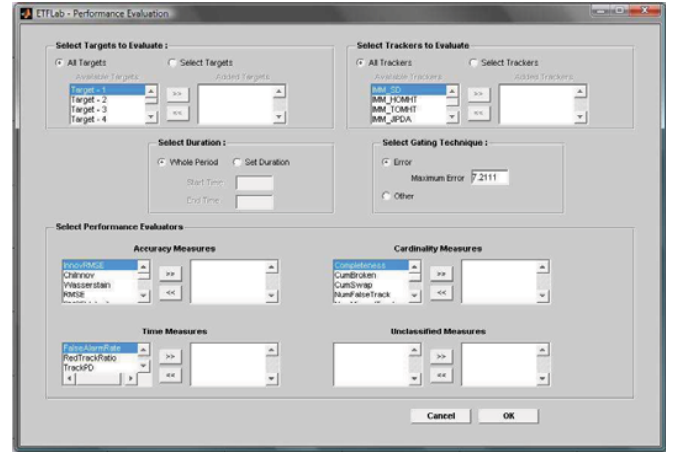 ETFLab - Performance Evaluation
Select Targets to Evaluate :
All Targets
Select Targets
Available Targets
Added Targets
Target - 1
Target - 2
Target - 3
Target - 4
>>
<<
Select Trackers to Evaluate
All Trackers
Select Trackers
Available Trackers
Added Trackers
IMM_SD
IMM_HOMHT
IMM_TOMHT
IMM_JPDA
>>
<<
Select Duration :
Whole Period
Set Duration
Start Time
End Time
Select Gating Technique :
Error
Maximum Error
7.2111
Other
Select Performance Evaluators
Accuracy Measures
InnovRMSE
ChiInnov
Wasserstain
RMSE
>>
<<
Cardinality Measures
Completeness
CumBroken
CumSwap
NumFalseTrack
>>
<<
Time Measures
FalseAlarmRate
RedTrackRatio
TrackPD
>>
<<
Unclassified Measures
>>
<<
Cancel
OK